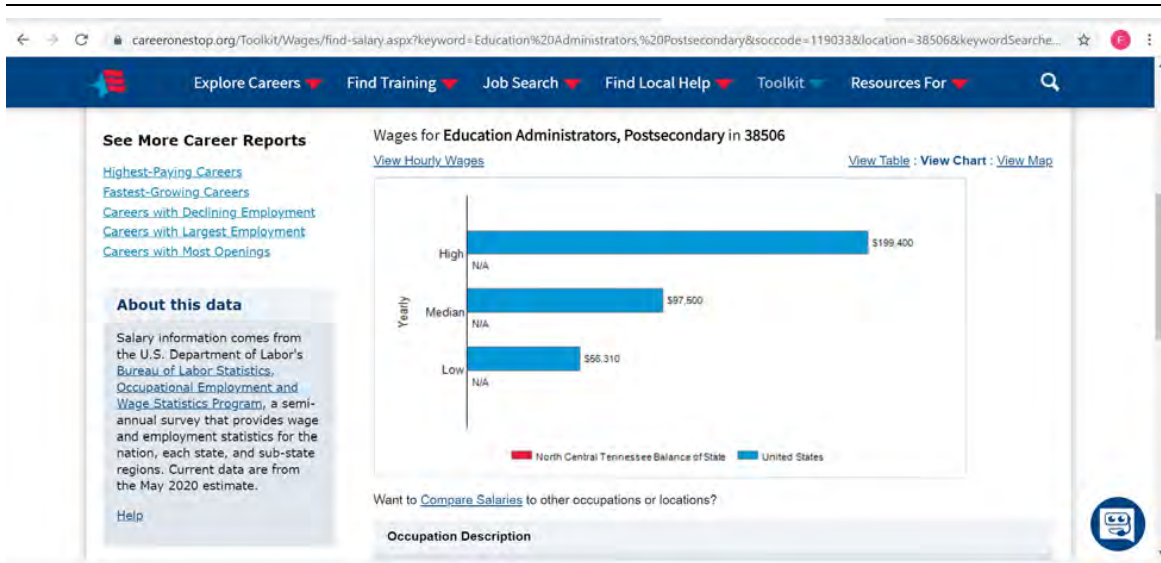 careeronestop.org/Toolkit/Wages/find-salary.aspx?keyword=Education%20Administrators,%20Postsecondary&soccode=119033&location=38506&keywordSearche...
Explore Careers Find Training Job Search Find Local Help Toolkit Resources For
See More Career Reports
Highest-Paying Careers
Fastest-Growing Careers
Careers with Declining Employment
Careers with Largest Employment
Careers with Most Openings
About this data
Salary information comes from
the U.S. Department of Labor's
Bureau of Labor Statistics,
Occupational Employment and
Wage Statistics Program, a semi-
annual survey that provides wage
and employment statistics for the
nation, each state, and sub-state
regions. Current data are from
the May 2020 estimate.
Help
Wages for Education Administrators, Postsecondary in 38506
View Hourly Wages
View Table : View Chart : View Map
Yearly
High
$199,400
N/A
Median
$97,500
N/A
Low
$56,310
N/A
North Central Tennessee Balance of State United States
Want to Compare Salaries to other occupations or locations?
Occupation Description